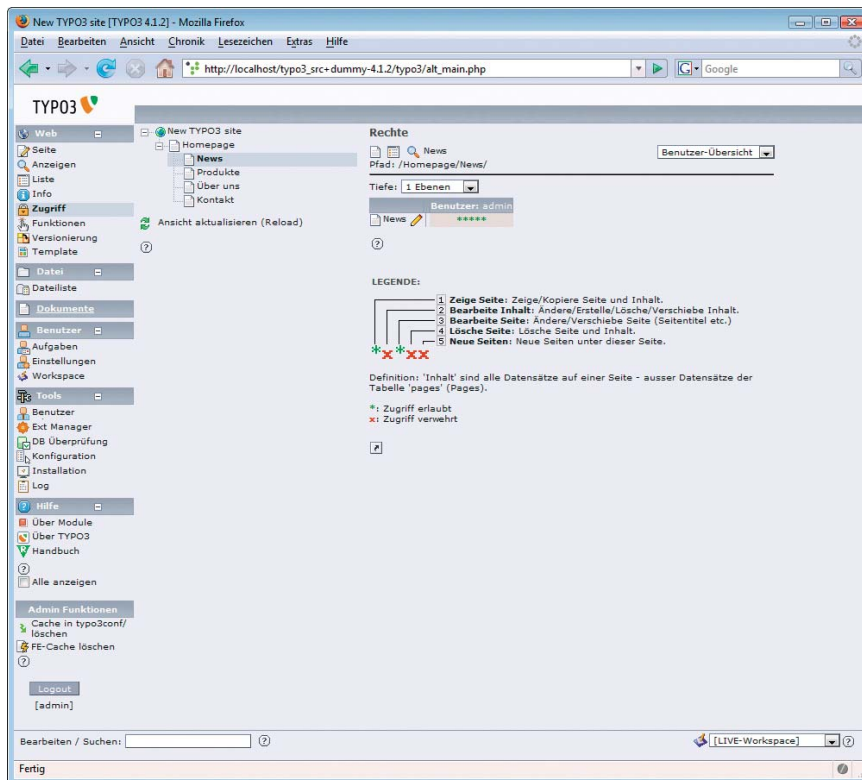 New TYPO3 site [TYPO3 4.1.2] - Mozilla Firefox
Datei Bearbeiten Ansicht Chronik Lesezeichen Extras Hilfe
http://localhost/typo3_src+dummy-4.1.2/typo3/alt_main.php
G Google
TYPO3
Web
Seite
Anzeigen
Liste
Info
Zugriff
Funktionen
Versionierung
Template
Datei
Dateiliste
Dokumente
Benutzer
Aufgaben
Einstellungen
Workspace
Tools
Benutzer
Ext Manager
DB Überprüfung
Konfiguration
Installation
Log
Hilfe
Über Module
Über TYPO3
Handbuch
?
Alle anzeigen
Admin Funktionen
Cache in typo3conf/
löschen
FE-Cache löschen
?
Logout
[admin]
New TYPO3 site
Homepage
News
Produkte
Über uns
Kontakt
Ansicht aktualisieren (Reload)
?
Rechte
News
Benutzer-Übersicht
Pfad: /Homepage/News/
Tiefe: 1 Ebenen
Benutzer: admin
News *****
?
LEGENDE:
1 Zeige Seite: Zeige/Kopiere Seite und Inhalt.
2 Bearbeite Inhalt: Ändere/Erstelle/Lösche/Verschiebe Inhalt.
3 Bearbeite Seite: Ändere/Verschiebe Seite (Seitentitel etc.)
4 Lösche Seite: Lösche Seite und Inhalt.
5 Neue Seiten: Neue Seiten unter dieser Seite.
*x*xx
Definition: 'Inhalt' sind alle Datensätze auf einer Seite - ausser Datensätze der
Tabelle 'pages' (Pages).
*: Zugriff erlaubt
x: Zugriff verwehrt
Bearbeiten / Suchen: ?
[LIVE-Workspace] ?
Fertig